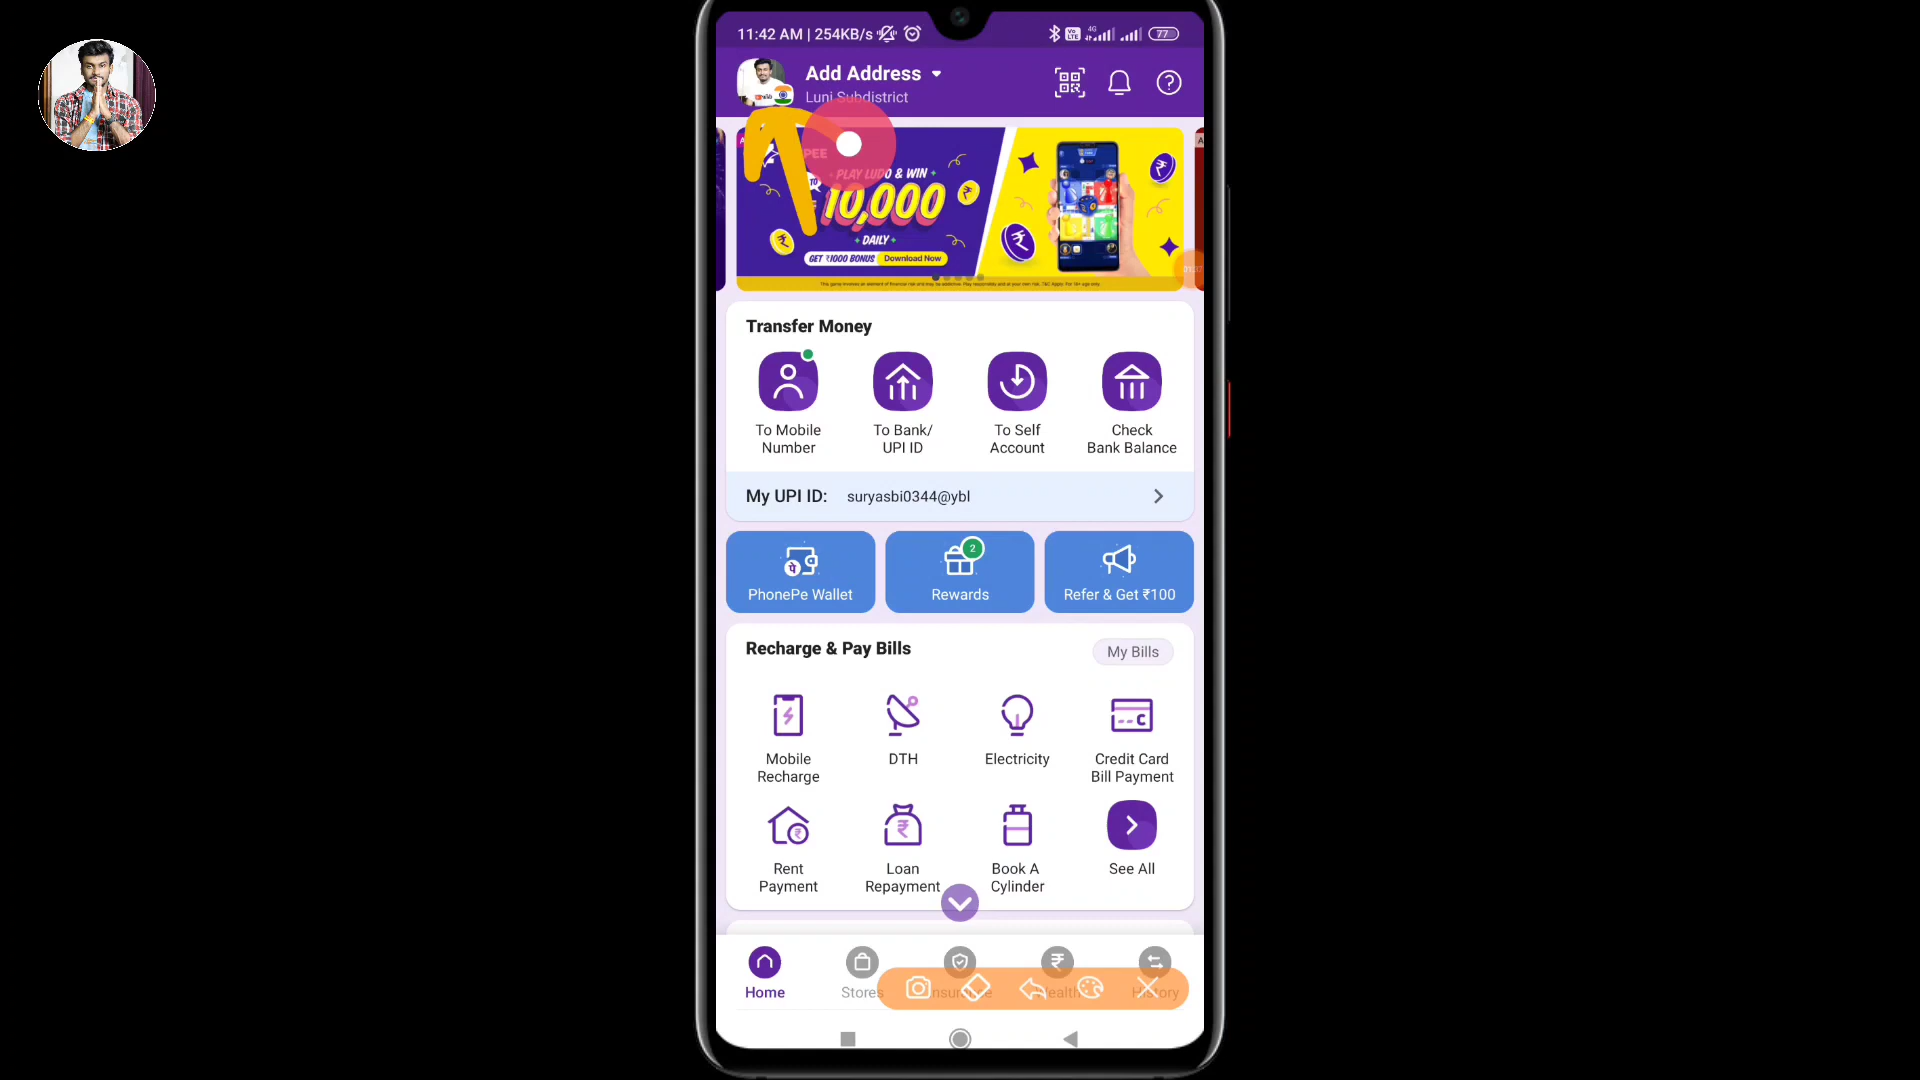 11:42 AM | 254KB/s
4G
77
Add Address
Luni Subdistrict
PLAY LUDO & WIN
10,000
DAILY
GET ₹1000 BONUS Download Now
This game involves an element of financial risk and may be addictive. Play responsibly and at your own risk. T&C Apply. For 18+ age only.
Transfer Money
To Mobile
Number
To Bank/
UPI ID
To Self
Account
Check
Bank Balance
My UPI ID: suryasbi0344@ybl
2
PhonePe Wallet
Rewards
Refer & Get ₹100
Recharge & Pay Bills
My Bills
Mobile
Recharge
DTH
Electricity
Credit Card
Bill Payment
Rent
Payment
Loan
Repayment
Book A
Cylinder
See All
Home
Stores
Insurance
Wealth
History